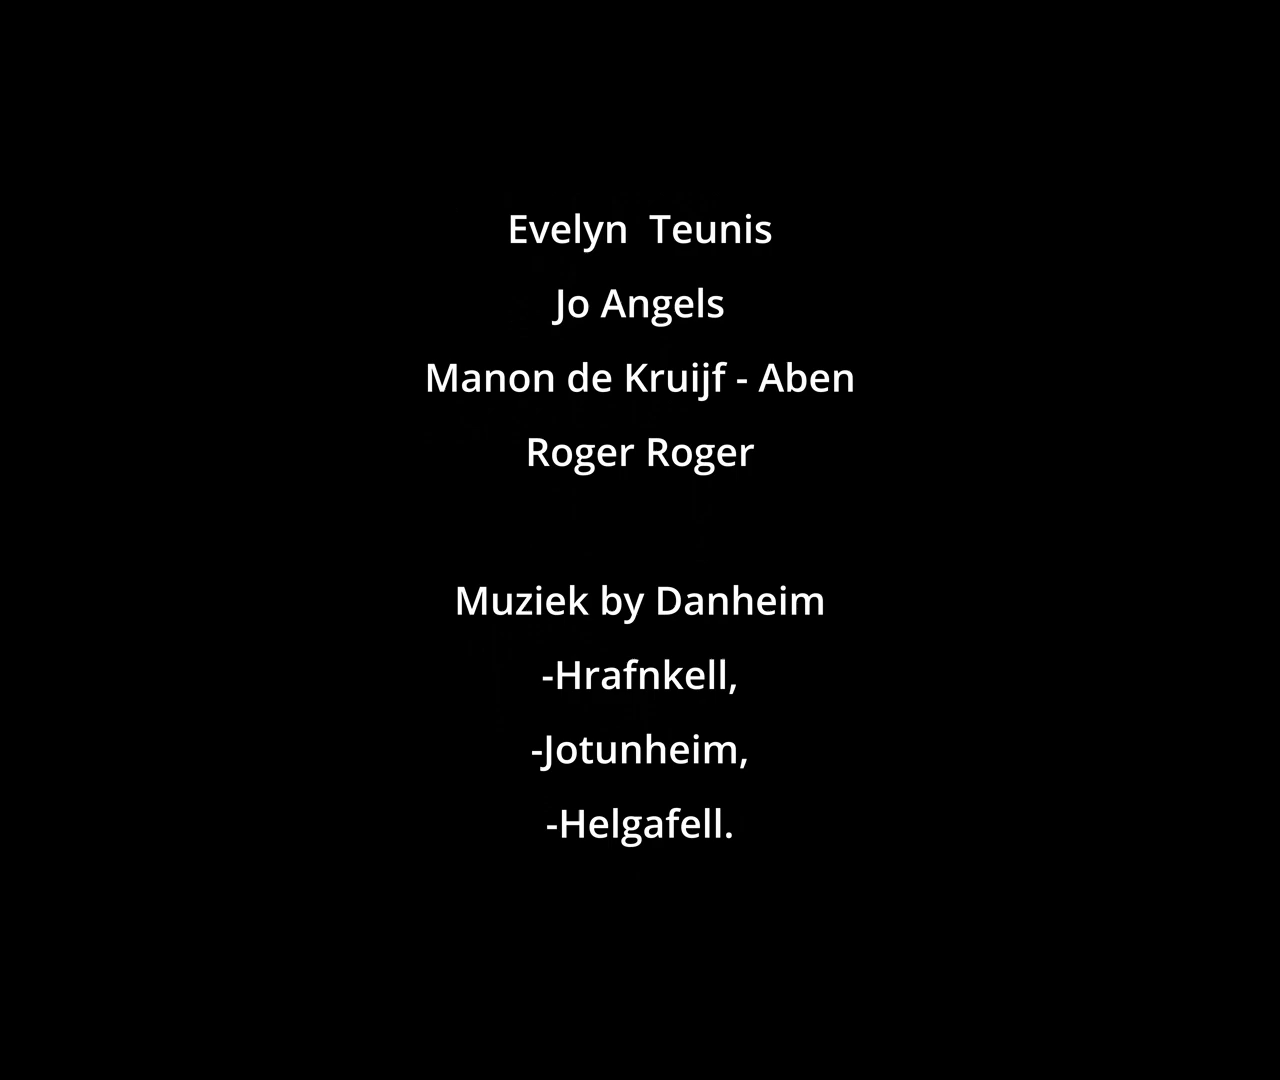 Evelyn  Teunis
Jo Angels
Manon de Kruijf - Aben
Roger Roger
Muziek by Danheim
-Hrafnkell,
-Jotunheim,
-Helgafell.